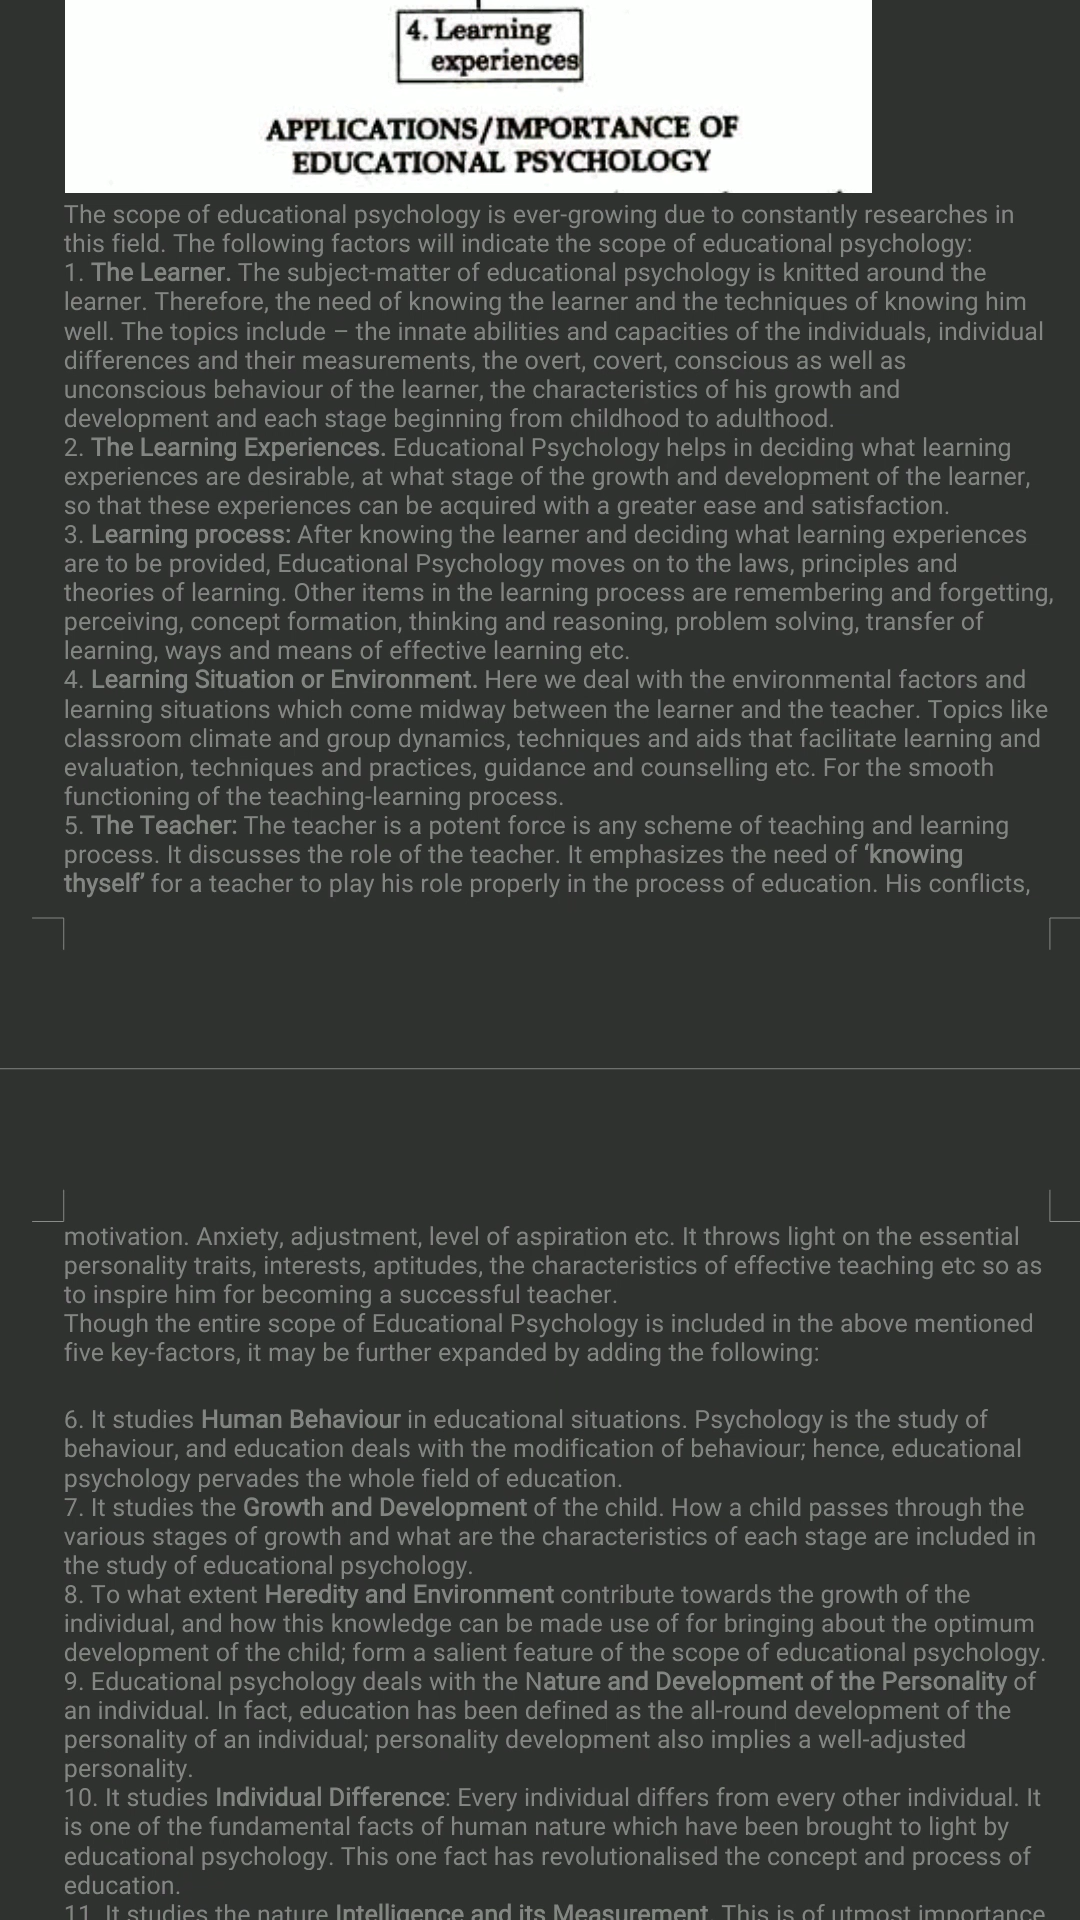 4. Learning
experiences
APPLICATIONS/IMPORTANCE OF
EDUCATIONAL PSYCHOLOGY
The scope of educational psychology is ever-growing due to constantly researches in
this field. The following factors will indicate the scope of educational psychology:
1. The Learner. The subject-matter of educational psychology is knitted around the
learner. Therefore, the need of knowing the learner and the techniques of knowing him
well. The topics include – the innate abilities and capacities of the individuals, individual
differences and their measurements, the overt, covert, conscious as well as
unconscious behaviour of the learner, the characteristics of his growth and
development and each stage beginning from childhood to adulthood.
2. The Learning Experiences. Educational Psychology helps in deciding what learning
experiences are desirable, at what stage of the growth and development of the learner,
so that these experiences can be acquired with a greater ease and satisfaction.
3. Learning process: After knowing the learner and deciding what learning experiences
are to be provided, Educational Psychology moves on to the laws, principles and
theories of learning. Other items in the learning process are remembering and forgetting,
perceiving, concept formation, thinking and reasoning, problem solving, transfer of
learning, ways and means of effective learning etc.
4. Learning Situation or Environment. Here we deal with the environmental factors and
learning situations which come midway between the learner and the teacher. Topics like
classroom climate and group dynamics, techniques and aids that facilitate learning and
evaluation, techniques and practices, guidance and counselling etc. For the smooth
functioning of the teaching-learning process.
5. The Teacher: The teacher is a potent force is any scheme of teaching and learning
process. It discusses the role of the teacher. It emphasizes the need of ‘knowing
thyself’ for a teacher to play his role properly in the process of education. His conflicts,
motivation. Anxiety, adjustment, level of aspiration etc. It throws light on the essential
personality traits, interests, aptitudes, the characteristics of effective teaching etc so as
to inspire him for becoming a successful teacher.
Though the entire scope of Educational Psychology is included in the above mentioned
five key-factors, it may be further expanded by adding the following:
6. It studies Human Behaviour in educational situations. Psychology is the study of
behaviour, and education deals with the modification of behaviour; hence, educational
psychology pervades the whole field of education.
7. It studies the Growth and Development of the child. How a child passes through the
various stages of growth and what are the characteristics of each stage are included in
the study of educational psychology.
8. To what extent Heredity and Environment contribute towards the growth of the
individual, and how this knowledge can be made use of for bringing about the optimum
development of the child; form a salient feature of the scope of educational psychology.
9. Educational psychology deals with the Nature and Development of the Personality of
an individual. In fact, education has been defined as the all-round development of the
personality of an individual; personality development also implies a well-adjusted
personality.
10. It studies Individual Difference: Every individual differs from every other individual. It
is one of the fundamental facts of human nature which have been brought to light by
educational psychology. This one fact has revolutionalised the concept and process of
education.
11. It studies the nature Intelligence and its Measurement. This is of utmost importance